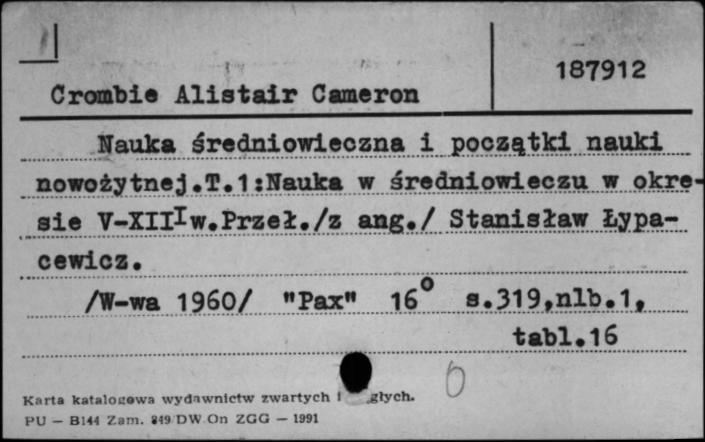 187912
Crombie Alistair Cameron
Nauka średniowieczna i początki nauki
nowożytnej.T.1:Nauka w średniowieczu w okre-
sie V-XIIIw.Przeł./z ang./ Stanisław Łypa-
cewicz.
/W-wa 1960/ "Pax" 16° s.319,nlb.1,
tabl.16
Karta katalogowa wydawnictw zwartych i głych.
PU — B144 Zam. 849 DW On ZGG — 1991